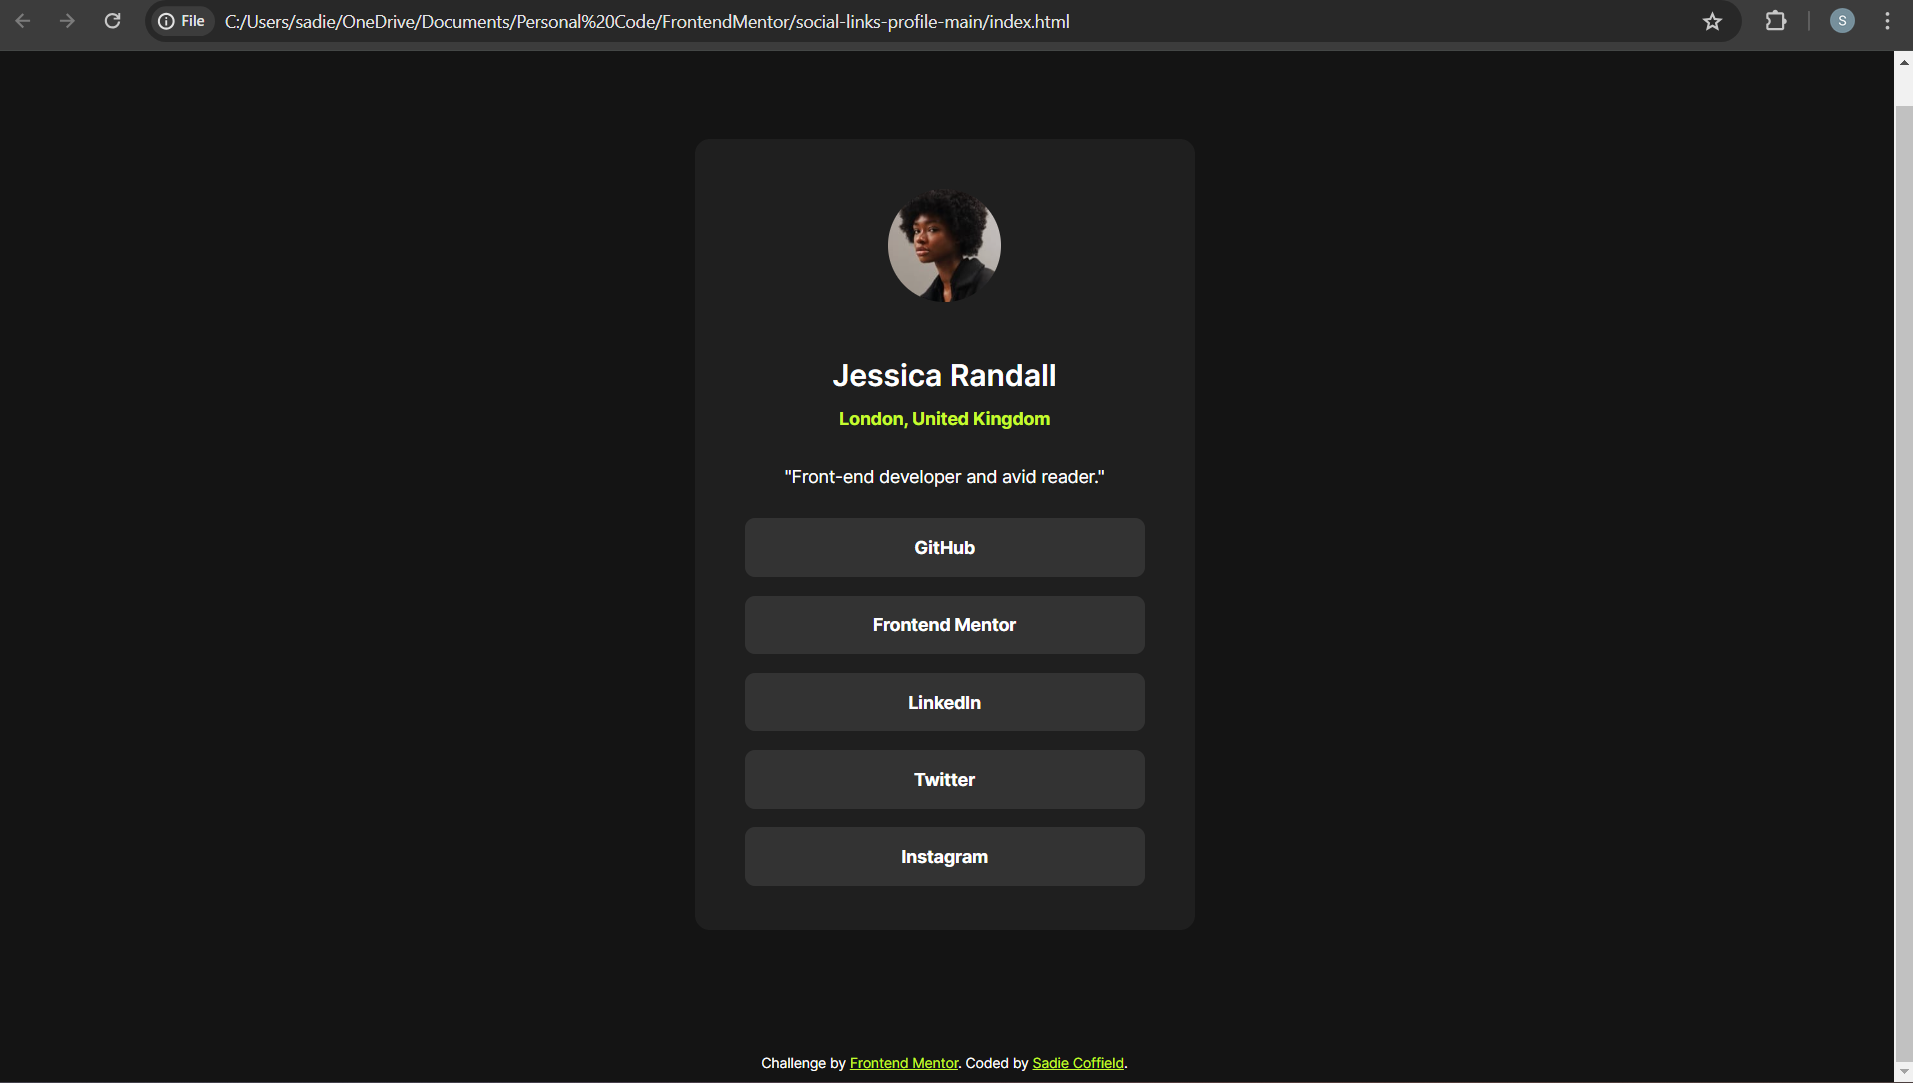 File C:/Users/sadie/OneDrive/Documents/Personal%20Code/FrontendMentor/social-links-profile-main/index.html
S
Jessica Randall
London, United Kingdom
"Front-end developer and avid reader."
GitHub
Frontend Mentor
LinkedIn
Twitter
Instagram
Challenge by Frontend Mentor. Coded by Sadie Coffield.